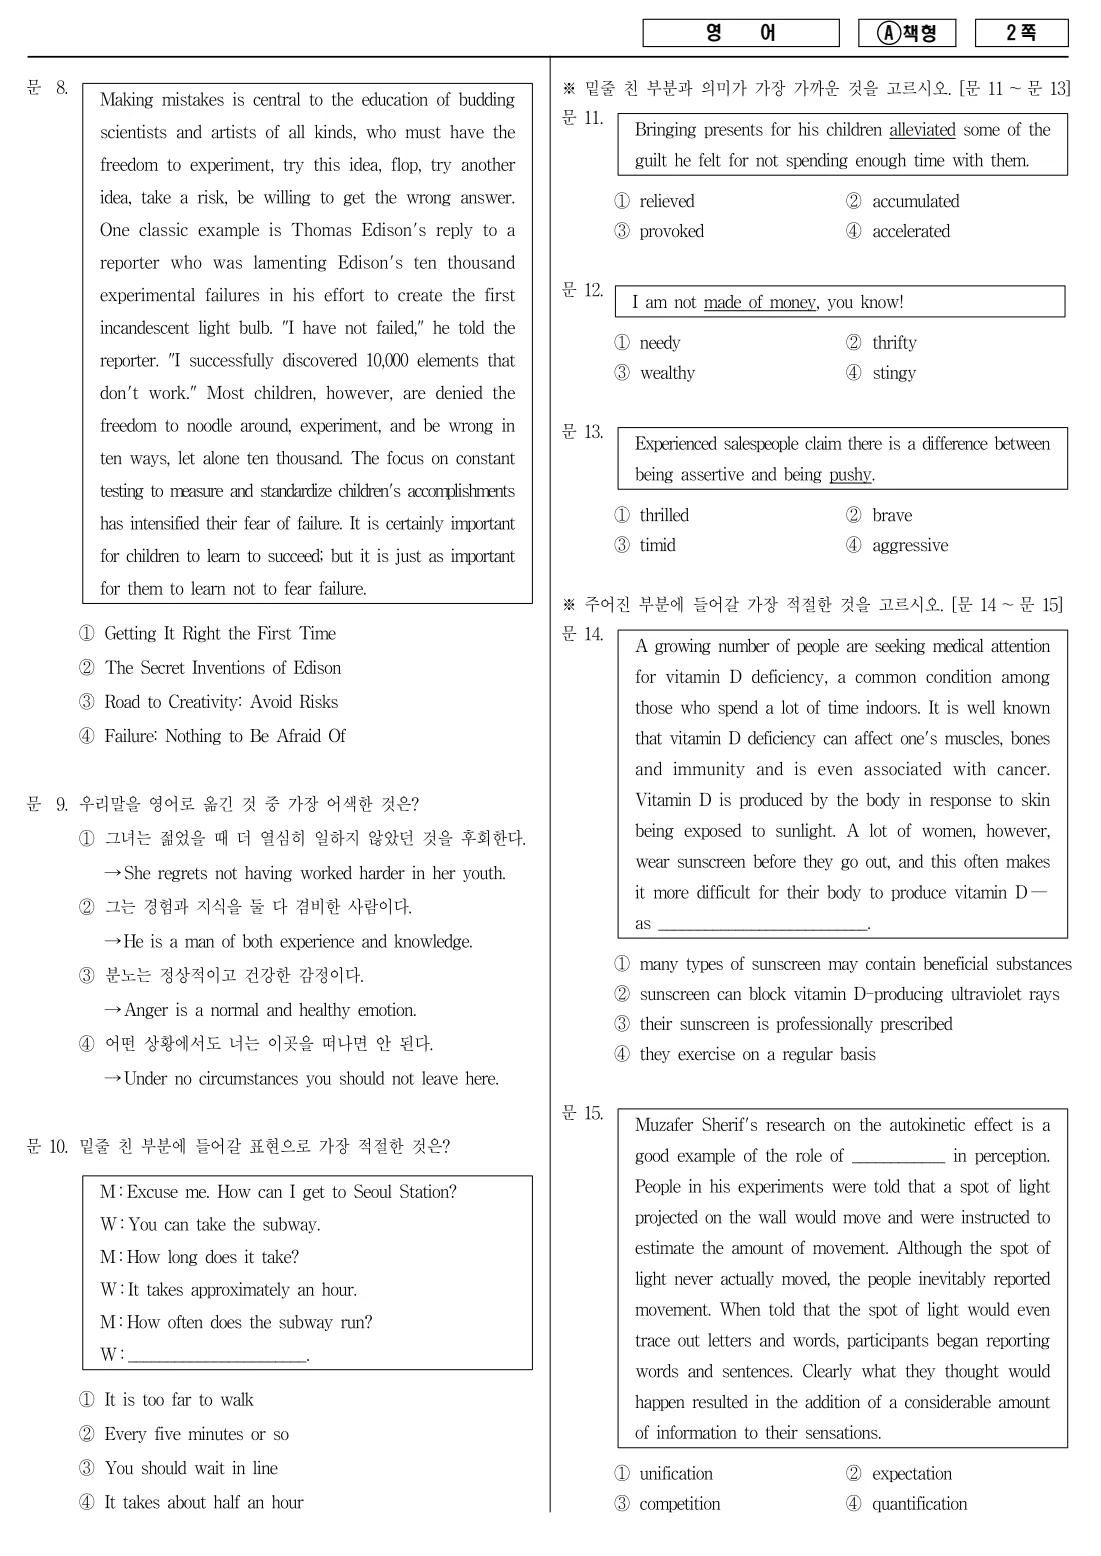 영 어
Ⓐ책형
2쪽
문 8.
Making mistakes is central to the education of budding
scientists and artists of all kinds, who must have the
freedom to experiment, try this idea, flop, try another
idea, take a risk, be willing to get the wrong answer.
One classic example is Thomas Edison's reply to a
reporter who was lamenting Edison's ten thousand
experimental failures in his effort to create the first
incandescent light bulb. "I have not failed," he told the
reporter. "I successfully discovered 10,000 elements that
don't work." Most children, however, are denied the
freedom to noodle around, experiment, and be wrong in
ten ways, let alone ten thousand. The focus on constant
testing to measure and standardize children's accomplishments
has intensified their fear of failure. It is certainly important
for children to learn to succeed; but it is just as important
for them to learn not to fear failure.
① Getting It Right the First Time
② The Secret Inventions of Edison
③ Road to Creativity: Avoid Risks
④ Failure: Nothing to Be Afraid Of
문 9. 우리말을 영어로 옮긴 것 중 가장 어색한 것은?
① 그녀는 젊었을 때 더 열심히 일하지 않았던 것을 후회한다.
→She regrets not having worked harder in her youth.
② 그는 경험과 지식을 둘 다 겸비한 사람이다.
→He is a man of both experience and knowledge.
③ 분노는 정상적이고 건강한 감정이다.
→Anger is a normal and healthy emotion.
④ 어떤 상황에서도 너는 이곳을 떠나면 안 된다.
→Under no circumstances you should not leave here.
문 10. 밑줄 친 부분에 들어갈 표현으로 가장 적절한 것은?
M:Excuse me. How can I get to Seoul Station?
W:You can take the subway.
M:How long does it take?
W:It takes approximately an hour.
M:How often does the subway run?
W:_______________________.
① It is too far to walk
② Every five minutes or so
③ You should wait in line
④ It takes about half an hour
※ 밑줄 친 부분과 의미가 가장 가까운 것을 고르시오. [문 11 ~ 문 13]
문 11.
Bringing presents for his children alleviated some of the
guilt he felt for not spending enough time with them.
① relieved ② accumulated
③ provoked ④ accelerated
문 12.
I am not made of money, you know!
① needy ② thrifty
③ wealthy ④ stingy
문 13.
Experienced salespeople claim there is a difference between
being assertive and being pushy.
① thrilled ② brave
③ timid ④ aggressive
※ 주어진 부분에 들어갈 가장 적절한 것을 고르시오. [문 14 ~ 문 15]
문 14.
A growing number of people are seeking medical attention
for vitamin D deficiency, a common condition among
those who spend a lot of time indoors. It is well known
that vitamin D deficiency can affect one's muscles, bones
and immunity and is even associated with cancer.
Vitamin D is produced by the body in response to skin
being exposed to sunlight. A lot of women, however,
wear sunscreen before they go out, and this often makes
it more difficult for their body to produce vitamin D—
as ___________________________.
① many types of sunscreen may contain beneficial substances
② sunscreen can block vitamin D-producing ultraviolet rays
③ their sunscreen is professionally prescribed
④ they exercise on a regular basis
문 15.
Muzafer Sherif's research on the autokinetic effect is a
good example of the role of ____________ in perception.
People in his experiments were told that a spot of light
projected on the wall would move and were instructed to
estimate the amount of movement. Although the spot of
light never actually moved, the people inevitably reported
movement. When told that the spot of light would even
trace out letters and words, participants began reporting
words and sentences. Clearly what they thought would
happen resulted in the addition of a considerable amount
of information to their sensations.
① unification ② expectation
③ competition ④ quantification